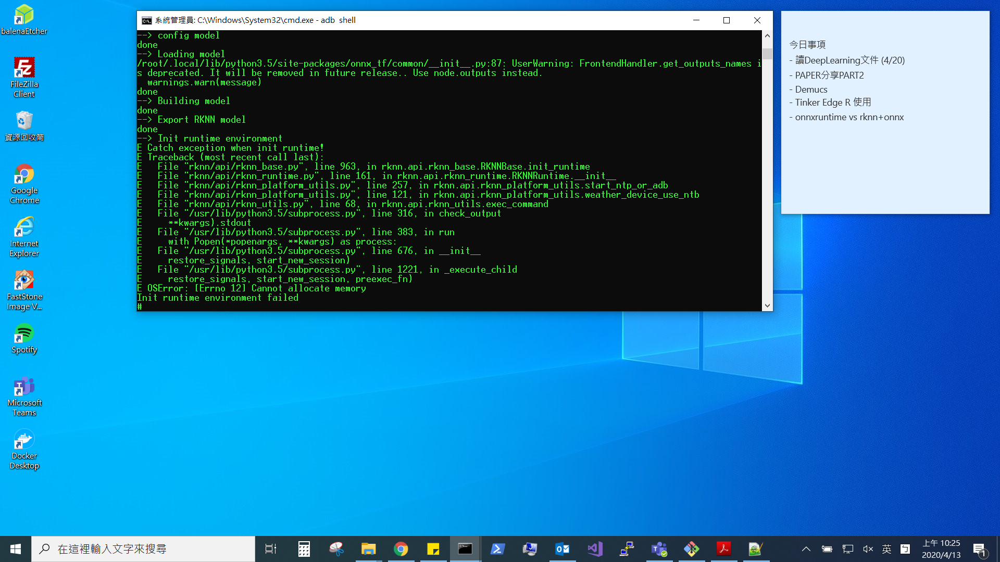 balenaEtcher
FileZilla
Client
資源回收筒
Google
Chrome
Internet
Explorer
FastStone
Image V...
Spotify
Microsoft
Teams
Docker
Desktop
系統管理員: C:\Windows\System32\cmd.exe - adb  shell
--> config model
done
--> Loading model
/root/.local/lib/python3.5/site-packages/onnx_tf/common/__init__.py:87: UserWarning: FrontendHandler.get_outputs_names i
s deprecated. It will be removed in future release.. Use node.outputs instead.
  warnings.warn(message)
done
--> Building model
done
--> Export RKNN model
done
--> Init runtime environment
E Catch exception when init runtime!
E Traceback (most recent call last):
E   File "rknn/api/rknn_base.py", line 963, in rknn.api.rknn_base.RKNNBase.init_runtime
E   File "rknn/api/rknn_runtime.py", line 161, in rknn.api.rknn_runtime.RKNNRuntime.__init__
E   File "rknn/api/rknn_platform_utils.py", line 257, in rknn.api.rknn_platform_utils.start_ntp_or_adb
E   File "rknn/api/rknn_platform_utils.py", line 121, in rknn.api.rknn_platform_utils.weather_device_use_ntb
E   File "rknn/api/rknn_utils.py", line 68, in rknn.api.rknn_utils.exec_command
E   File "/usr/lib/python3.5/subprocess.py", line 316, in check_output
E     **kwargs).stdout
E   File "/usr/lib/python3.5/subprocess.py", line 383, in run
E     with Popen(*popenargs, **kwargs) as process:
E   File "/usr/lib/python3.5/subprocess.py", line 676, in __init__
E     restore_signals, start_new_session)
E   File "/usr/lib/python3.5/subprocess.py", line 1221, in _execute_child
E     restore_signals, start_new_session, preexec_fn)
E OSError: [Errno 12] Cannot allocate memory
Init runtime environment failed
#
今日事項
- 讀DeepLearning文件 (4/20)
- PAPER分享PART2
- Demucs
- Tinker Edge R 使用
- onnxruntime vs rknn+onnx
在這裡輸入文字來搜尋
英
上午 10:25
2020/4/13
1